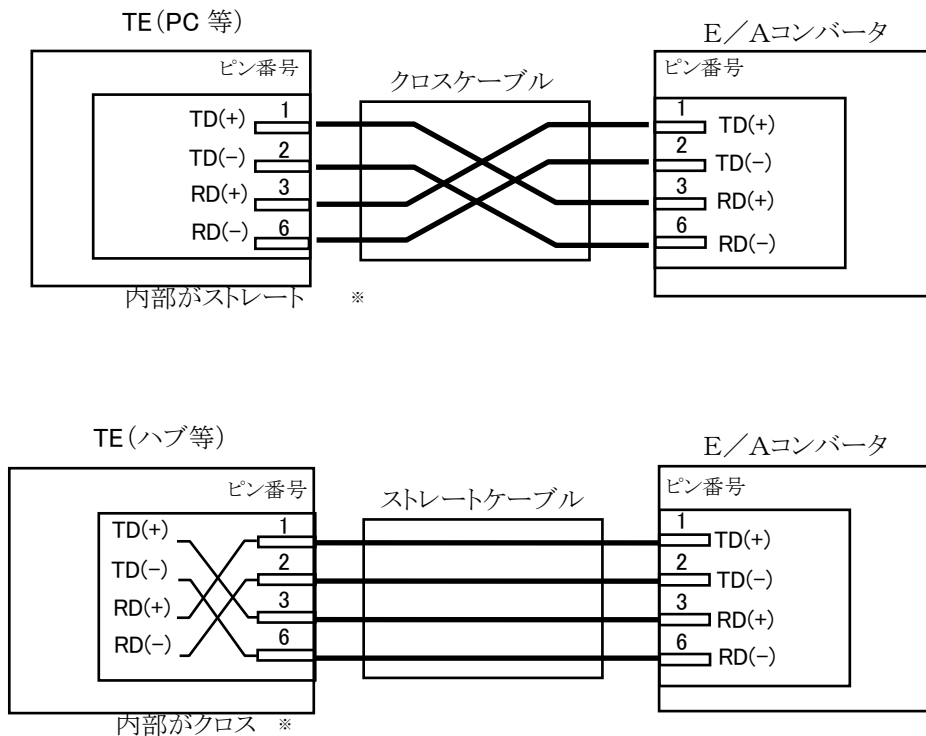 TE(PC 等)
E/Aコンバータ
ピン番号
クロスケーブル
ピン番号
TD(+) 1
TD(-) 2
RD(+) 3
RD(-) 6
1 TD(+)
2 TD(-)
3 RD(+)
6 RD(-)
内部がストレート ※
TE(ハブ等)
E/Aコンバータ
ピン番号
ストレートケーブル
ピン番号
TD(+) 1
TD(-) 2
RD(+) 3
RD(-) 6
1 TD(+)
2 TD(-)
3 RD(+)
6 RD(-)
内部がクロス ※